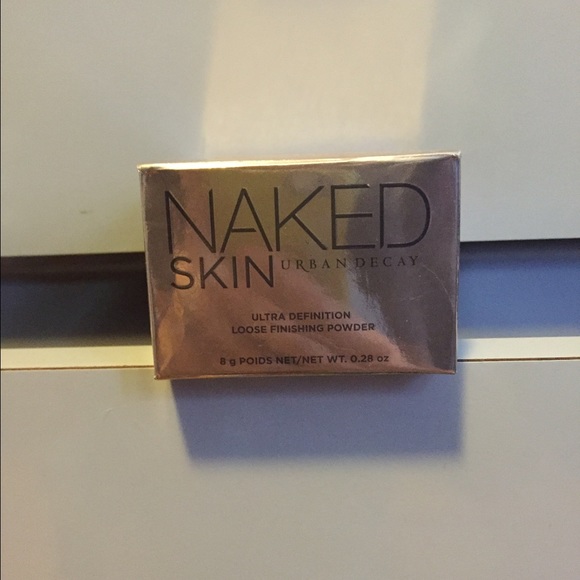 NAKED
SKIN URBAN DECAY
ULTRA DEFINITION
LOOSE FINISHING POWDER
8 g POIDS NET/NET WT. 0.28 oz